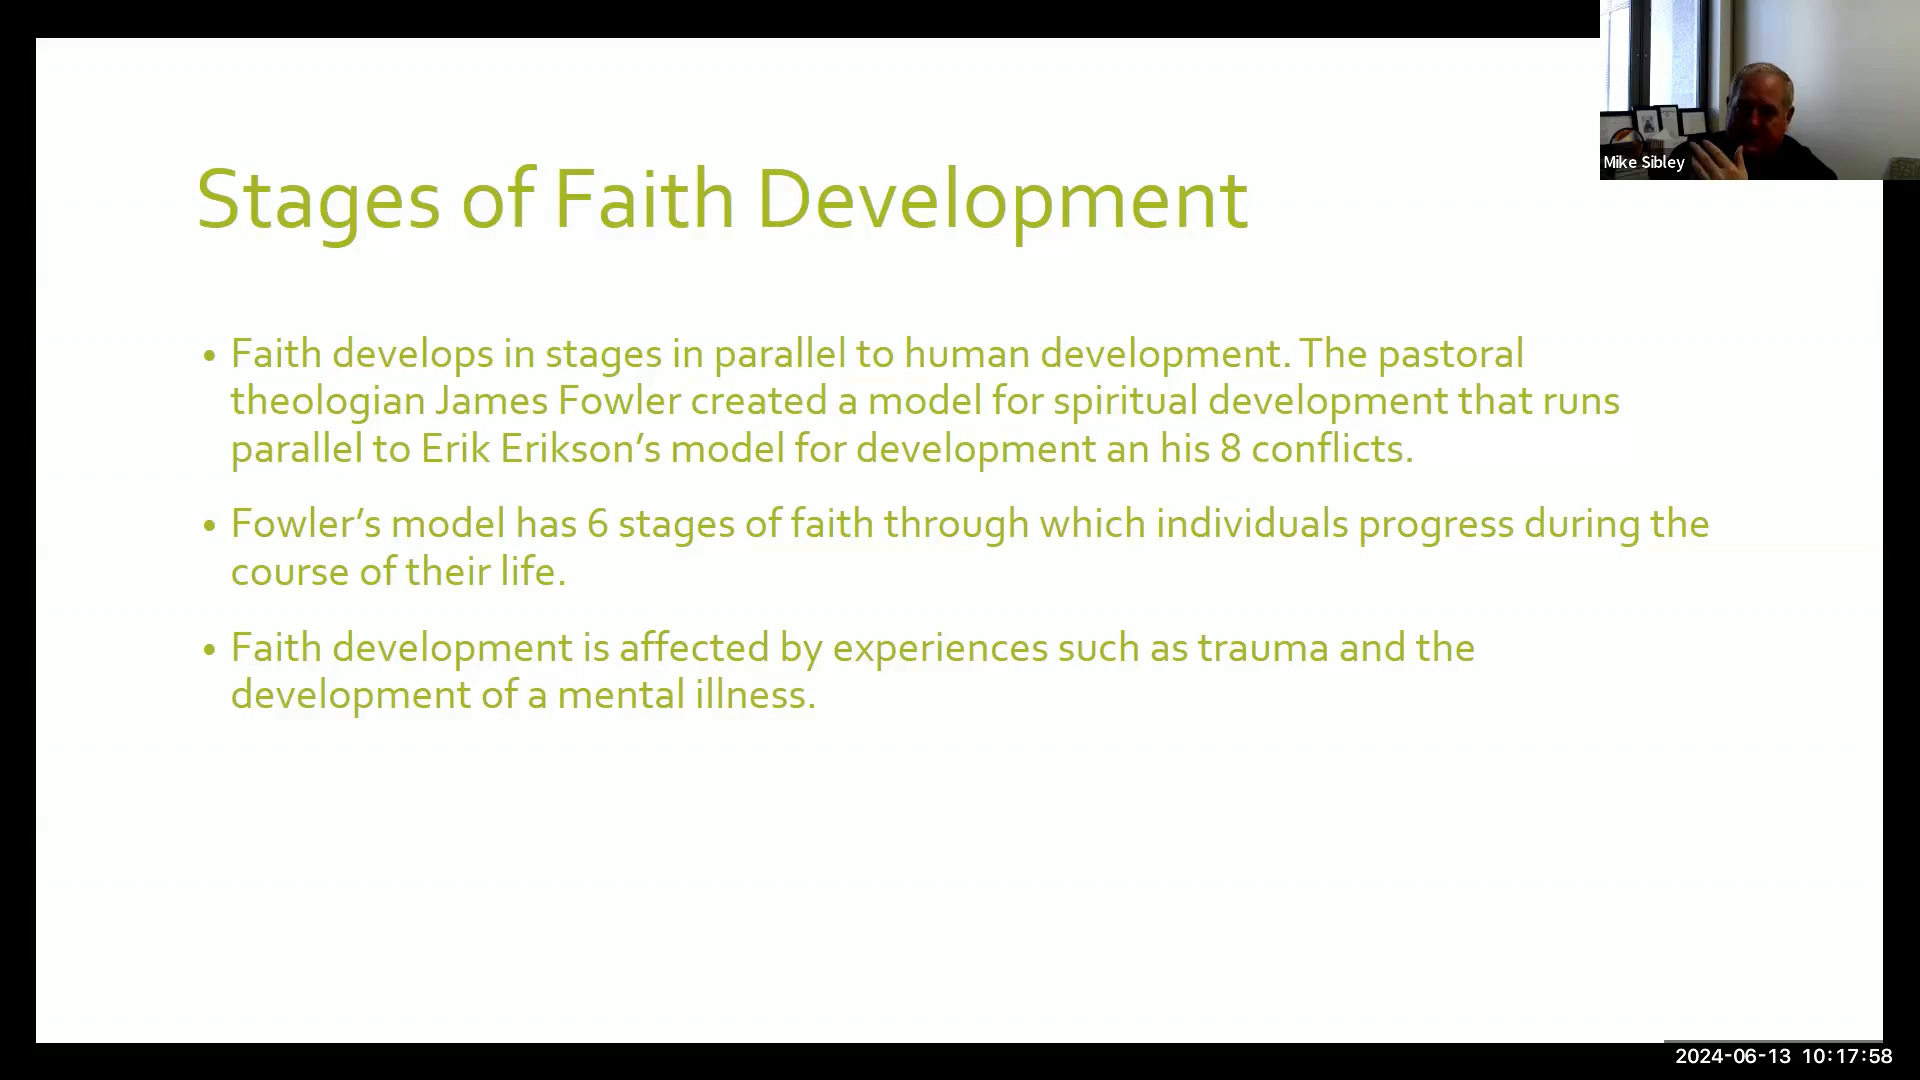 Stages of Faith Development
• Faith develops in stages in parallel to human development. The pastoral
theologian James Fowler created a model for spiritual development that runs
parallel to Erik Erikson’s model for development an his 8 conflicts.
• Fowler’s model has 6 stages of faith through which individuals progress during the
course of their life.
• Faith development is affected by experiences such as trauma and the
development of a mental illness.
Mike Sibley
2024-06-13 10:17:58